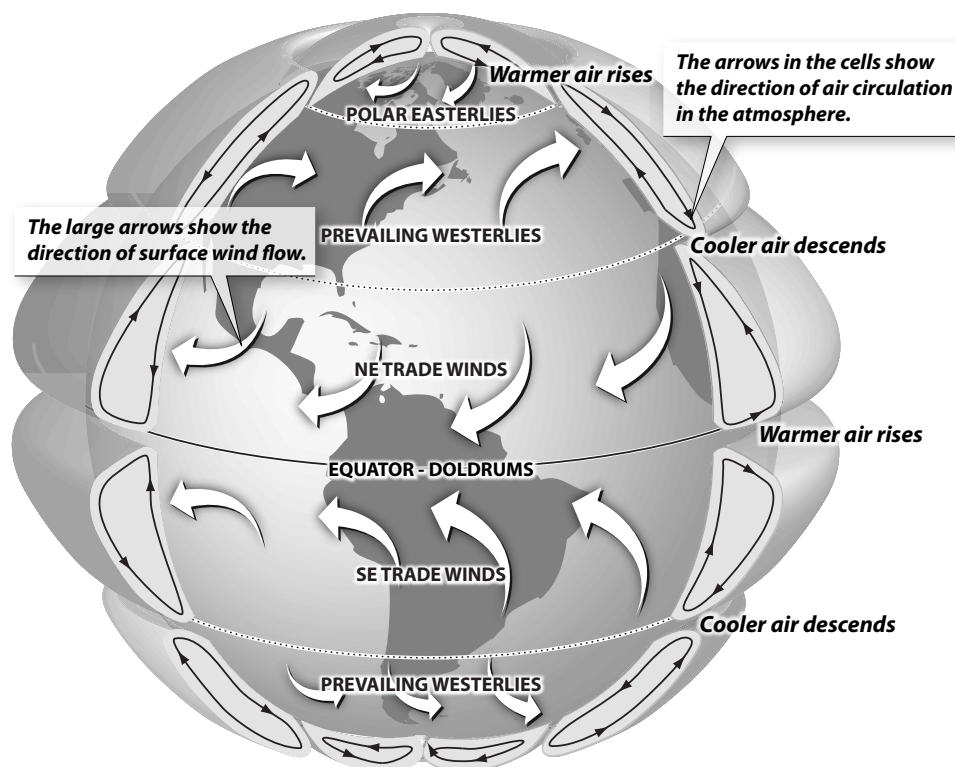 Warmer air rises
The arrows in the cells show
the direction of air circulation
in the atmosphere.
POLAR EASTERLIES
The large arrows show the
direction of surface wind flow.
PREVAILING WESTERLIES
Cooler air descends
NE TRADE WINDS
Warmer air rises
EQUATOR - DOLDRUMS
SE TRADE WINDS
Cooler air descends
PREVAILING WESTERLIES